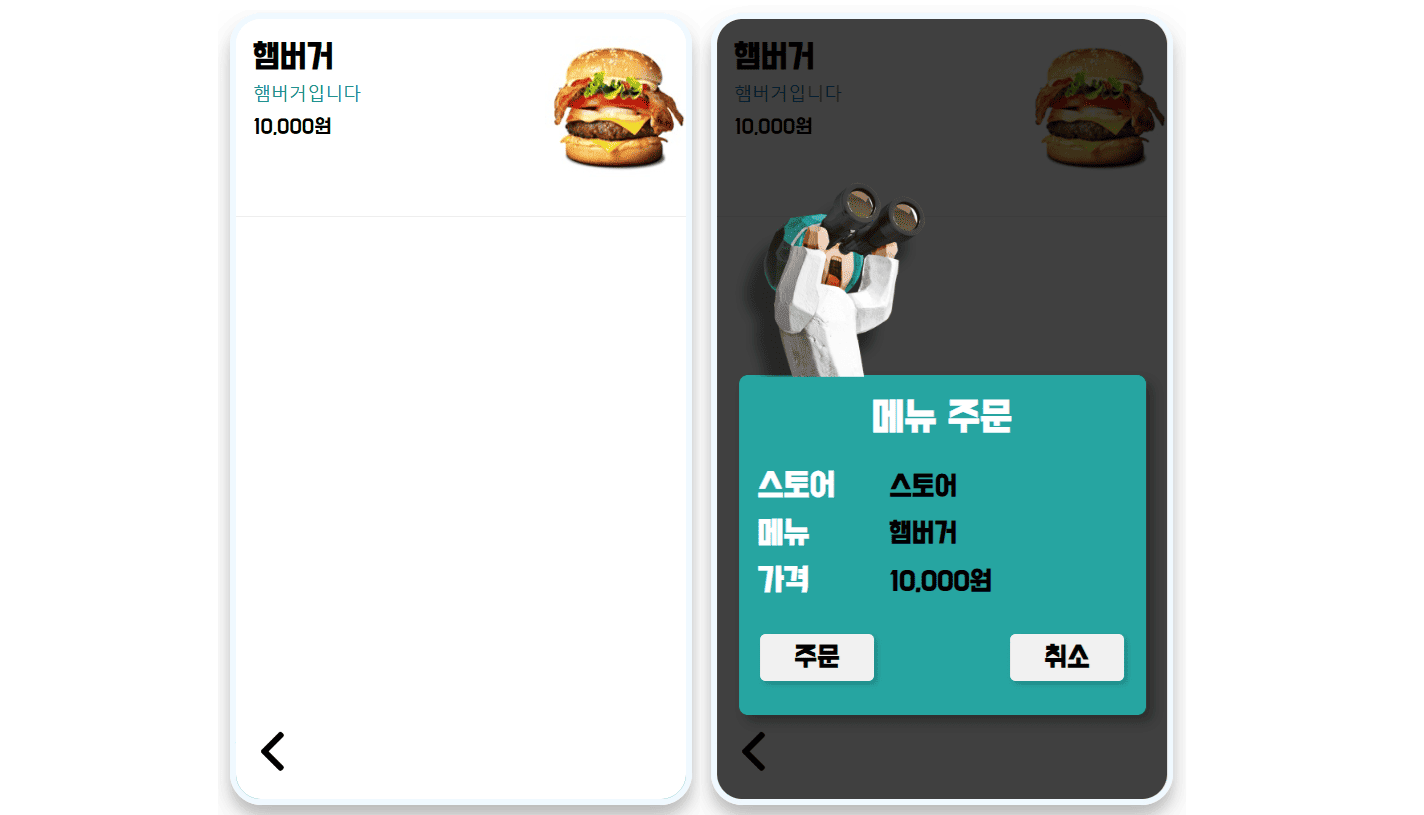 햄버거
햄버거입니다
10,000원
햄버거
햄버거입니다
10,000원
메뉴 주문
스토어 스토어
메뉴 햄버거
가격 10,000원
주문 취소